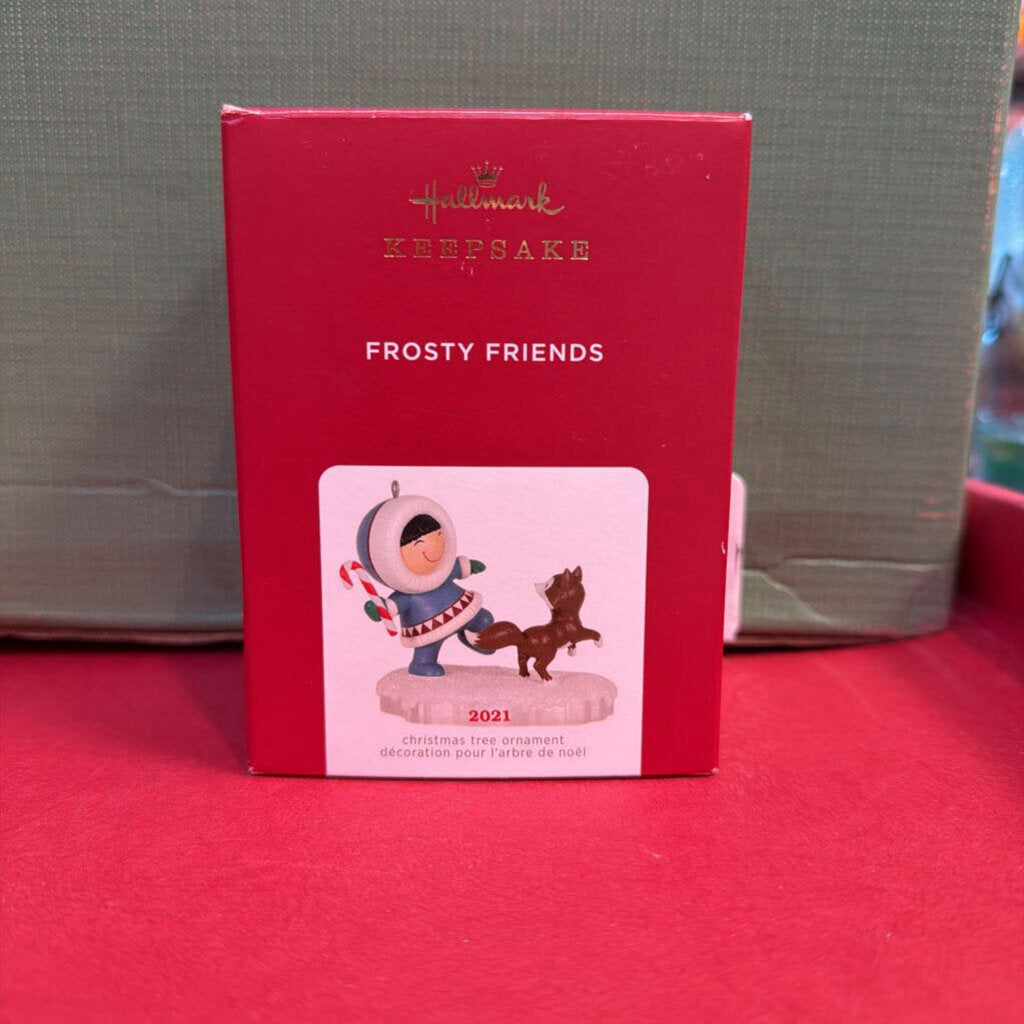 Hallmark
KEEPSAKE
FROSTY FRIENDS
2021
christmas tree ornament
décoration pour l'arbre de noël